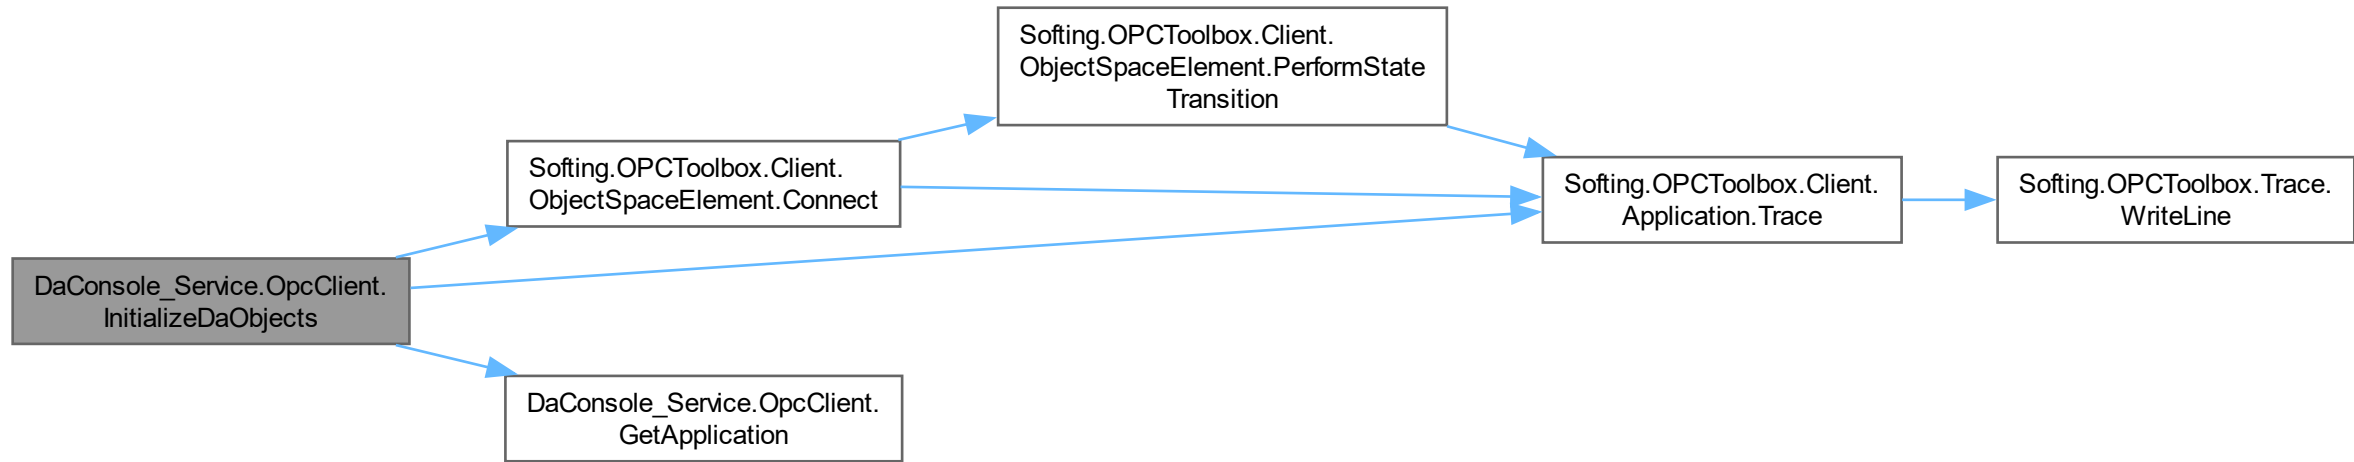 Softing.OPCToolbox.Client.
ObjectSpaceElement.PerformState
Transition
Softing.OPCToolbox.Client.
ObjectSpaceElement.Connect
Softing.OPCToolbox.Client.
Application.Trace
Softing.OPCToolbox.Trace.
WriteLine
DaConsole_Service.OpcClient.
InitializeDaObjects
DaConsole_Service.OpcClient.
GetApplication